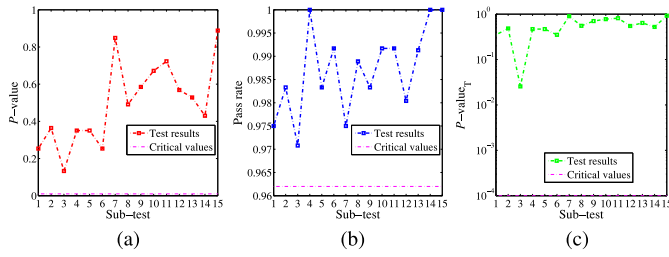 1
0.8
0.6
0.4
0.2
0
P−value
Test results
Critical values
1 2 3 4 5 6 7 8 9 10 11 12 13 14 15
Sub−test
(a)
1
0.995
0.99
0.985
0.98
0.975
0.97
0.965
0.96
Pass rate
Test results
Critical values
1 2 3 4 5 6 7 8 9 10 11 12 13 14 15
Sub−test
(b)
10^0
10^−1
10^−2
10^−3
10^−4
P−value_T
Test results
Critical values
1 2 3 4 5 6 7 8 9 10 11 12 13 14 15
Sub−test
(c)